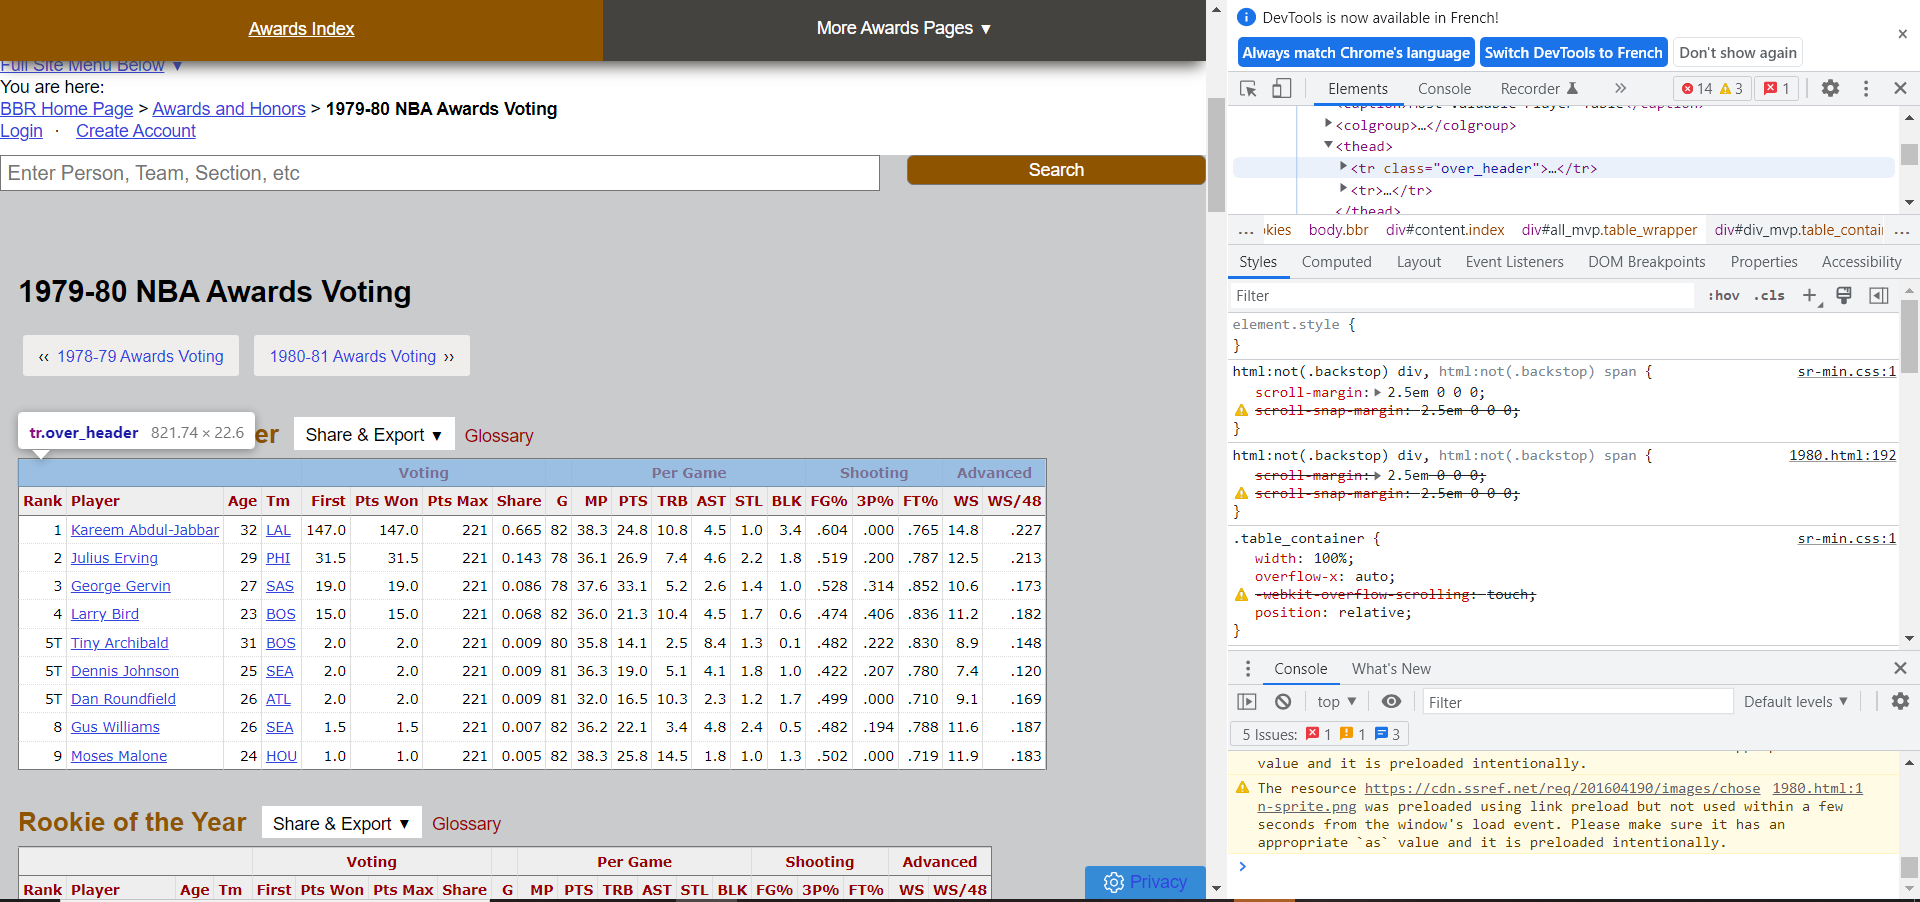 Awards Index
More Awards Pages ▼
Full Site Menu Below ▼
You are here:
BBR Home Page > Awards and Honors > 1979-80 NBA Awards Voting
Login · Create Account
Enter Person, Team, Section, etc
Search
1979-80 NBA Awards Voting
‹‹ 1978-79 Awards Voting
1980-81 Awards Voting ››
tr.over_header 821.74 × 22.6
er
Share & Export ▼
Glossary
Voting Per Game Shooting Advanced
Rank Player Age Tm First Pts Won Pts Max Share G MP PTS TRB AST STL BLK FG% 3P% FT% WS WS/48
1 Kareem Abdul-Jabbar 32 LAL 147.0 147.0 221 0.665 82 38.3 24.8 10.8 4.5 1.0 3.4 .604 .000 .765 14.8 .227
2 Julius Erving 29 PHI 31.5 31.5 221 0.143 78 36.1 26.9 7.4 4.6 2.2 1.8 .519 .200 .787 12.5 .213
3 George Gervin 27 SAS 19.0 19.0 221 0.086 78 37.6 33.1 5.2 2.6 1.4 1.0 .528 .314 .852 10.6 .173
4 Larry Bird 23 BOS 15.0 15.0 221 0.068 82 36.0 21.3 10.4 4.5 1.7 0.6 .474 .406 .836 11.2 .182
5T Tiny Archibald 31 BOS 2.0 2.0 221 0.009 80 35.8 14.1 2.5 8.4 1.3 0.1 .482 .222 .830 8.9 .148
5T Dennis Johnson 25 SEA 2.0 2.0 221 0.009 81 36.3 19.0 5.1 4.1 1.8 1.0 .422 .207 .780 7.4 .120
5T Dan Roundfield 26 ATL 2.0 2.0 221 0.009 81 32.0 16.5 10.3 2.3 1.2 1.7 .499 .000 .710 9.1 .169
8 Gus Williams 26 SEA 1.5 1.5 221 0.007 82 36.2 22.1 3.4 4.8 2.4 0.5 .482 .194 .788 11.6 .187
9 Moses Malone 24 HOU 1.0 1.0 221 0.005 82 38.3 25.8 14.5 1.8 1.0 1.3 .502 .000 .719 11.9 .183
Rookie of the Year
Share & Export ▼
Glossary
Voting Per Game Shooting Advanced
Rank Player Age Tm First Pts Won Pts Max Share G MP PTS TRB AST STL BLK FG% 3P% FT% WS WS/48
Privacy
DevTools is now available in French!
Always match Chrome's language
Switch DevTools to French
Don't show again
Elements Console Recorder » 14 3 1
<caption>Most Valuable Player Table</caption>
<colgroup>…</colgroup>
<thead>
<tr class="over_header">…</tr>
<tr>…</tr>
</thead>
... okies body.bbr div#content.index div#all_mvp.table_wrapper div#div_mvp.table_contai ...
Styles Computed Layout Event Listeners DOM Breakpoints Properties Accessibility
Filter :hov .cls +
element.style {
}
html:not(.backstop) div, html:not(.backstop) span { sr-min.css:1
scroll-margin: 2.5em 0 0 0;
scroll-snap-margin: 2.5em 0 0 0;
}
html:not(.backstop) div, html:not(.backstop) span { 1980.html:192
scroll-margin: 2.5em 0 0 0;
scroll-snap-margin: 2.5em 0 0 0;
}
.table_container { sr-min.css:1
width: 100%;
overflow-x: auto;
-webkit-overflow-scrolling: touch;
position: relative;
}
Console What's New
top ▼ Filter Default levels ▼
5 Issues: 1 1 3
value and it is preloaded intentionally.
The resource https://cdn.ssref.net/req/201604190/images/chose 1980.html:1
n-sprite.png was preloaded using link preload but not used within a few
seconds from the window's load event. Please make sure it has an
appropriate `as` value and it is preloaded intentionally.